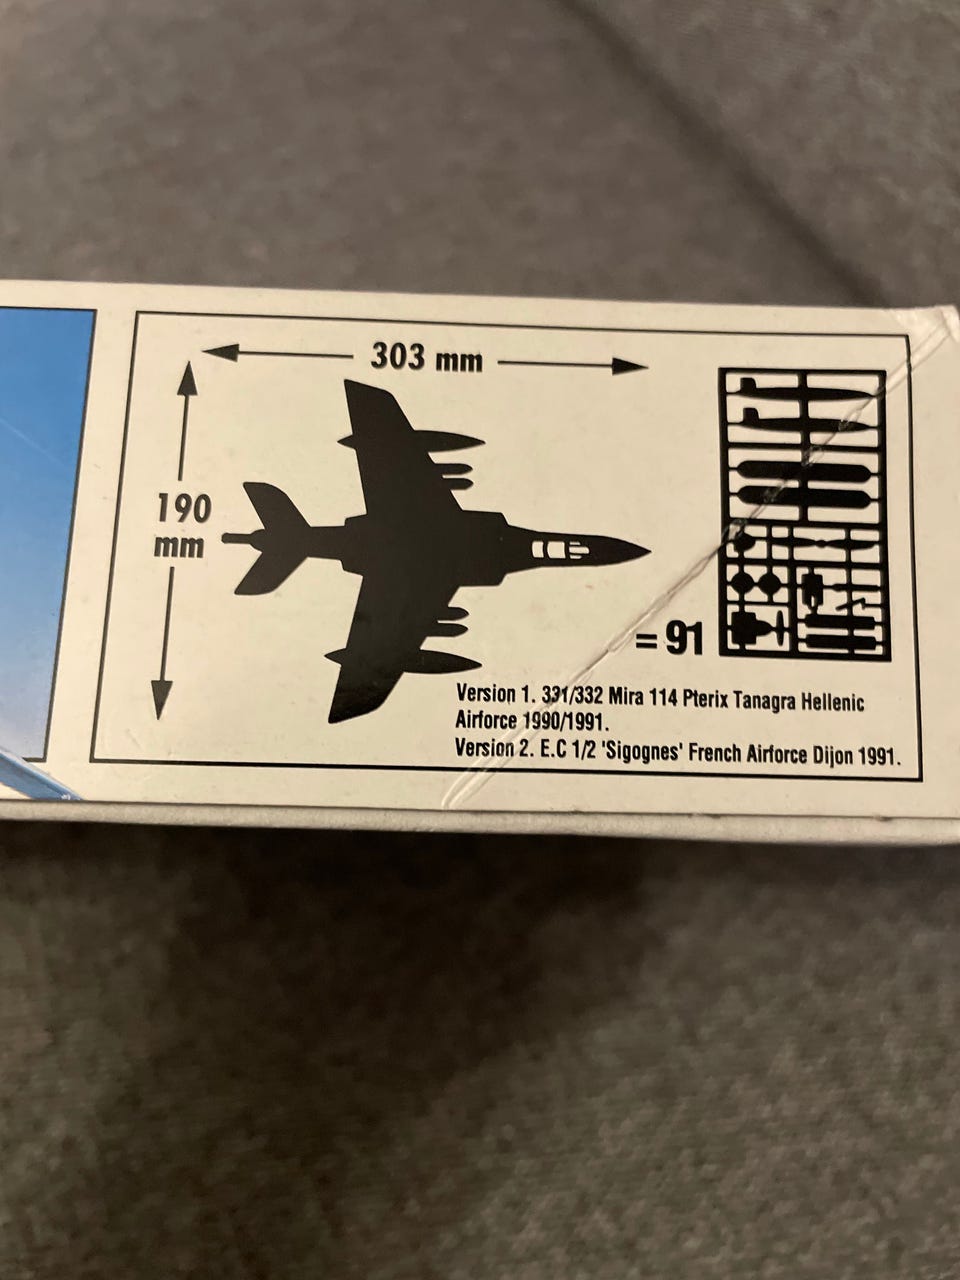 303 mm
190
mm
= 91
Version 1. 331/332 Mira 114 Pterix Tanagra Hellenic
Airforce 1990/1991.
Version 2. E.C 1/2 'Sigognes' French Airforce Dijon 1991.